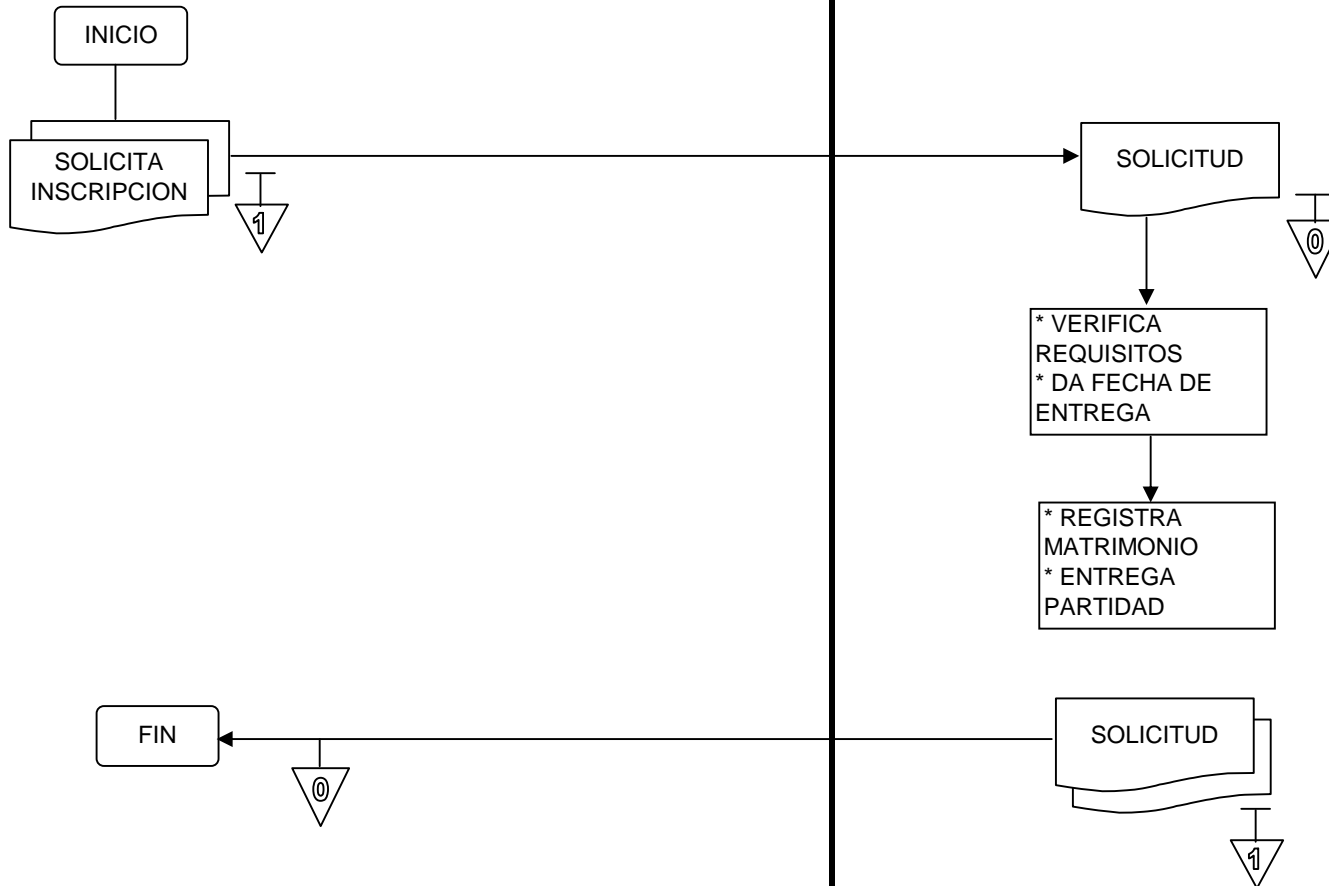 INICIO
SOLICITA
INSCRIPCION
1
SOLICITUD
0
* VERIFICA
REQUISITOS
* DA FECHA DE
ENTREGA
* REGISTRA
MATRIMONIO
* ENTREGA
PARTIDAD
FIN
0
SOLICITUD
1